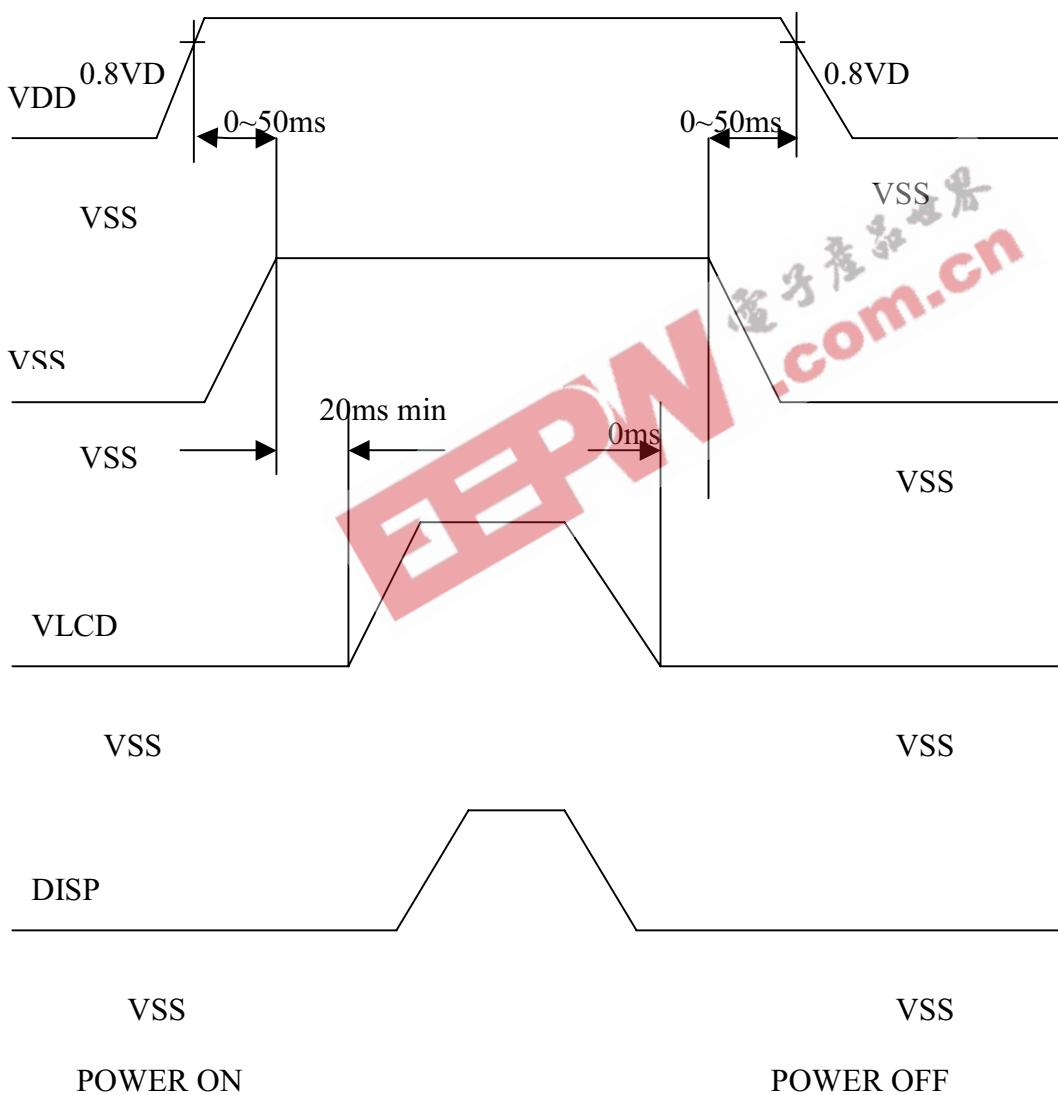 0.8VD
0.8VD
VDD
0~50ms
0~50ms
VSS
VSS
電子產品世界
.com.cn
VSS
20ms min
0ms
VSS
VSS
EEPW
VLCD
VSS
VSS
DISP
VSS
VSS
POWER ON
POWER OFF